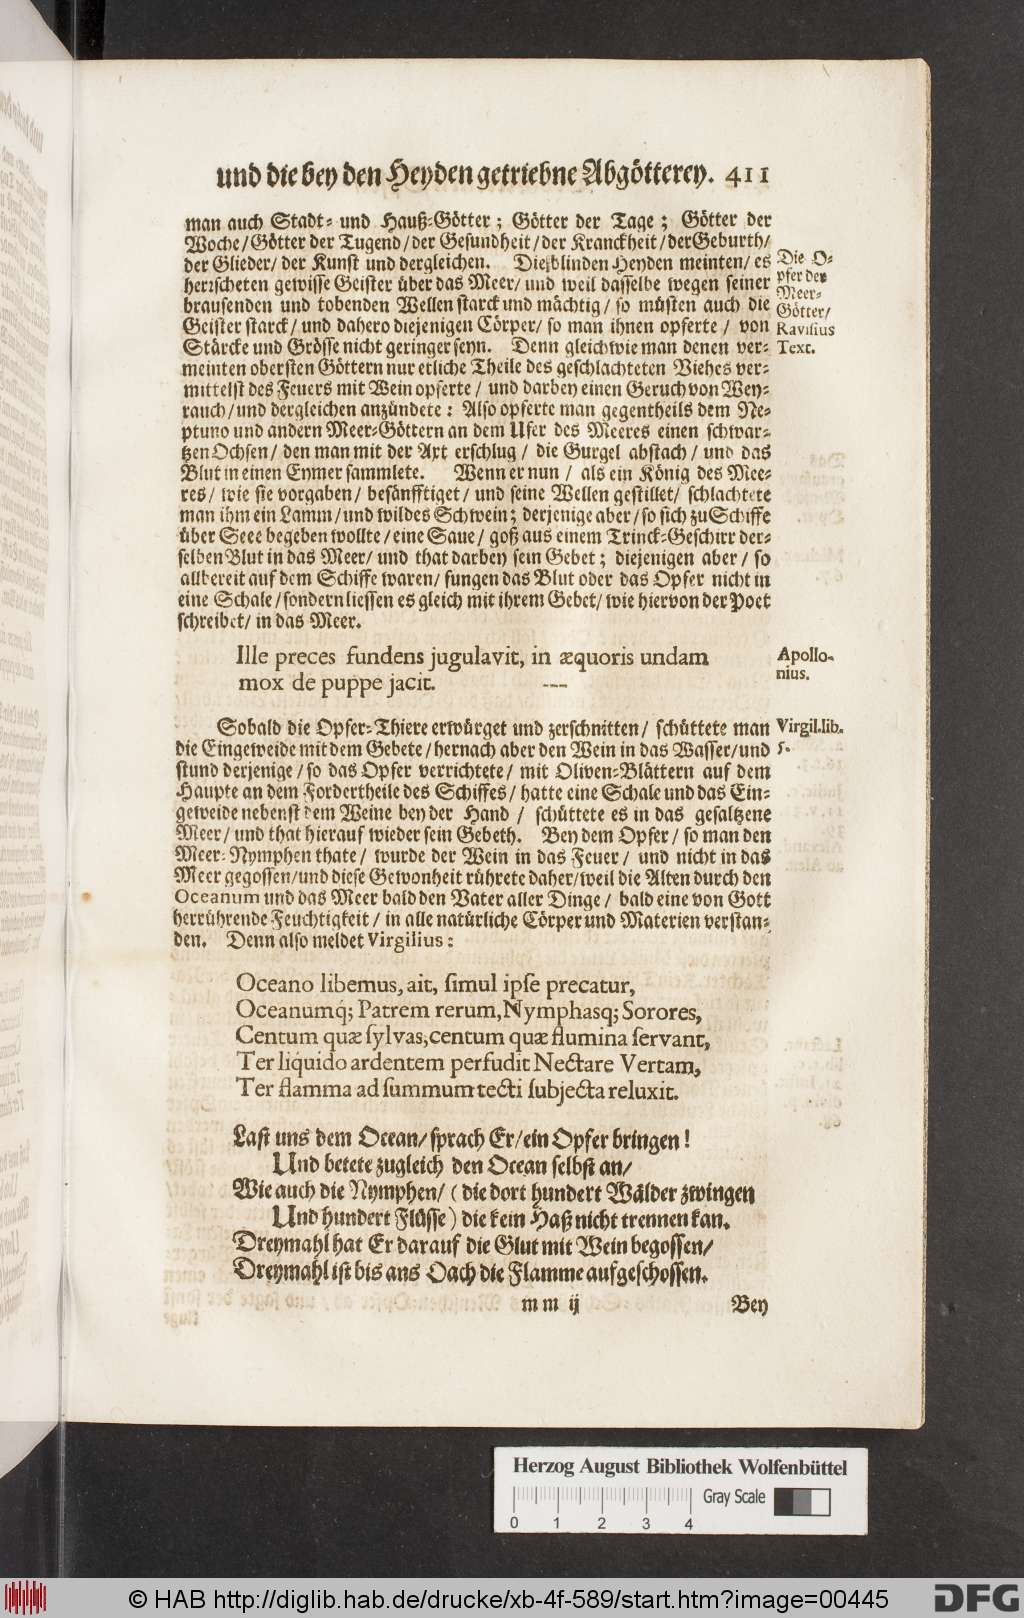 und die bey den Heyden getriebne Abgötterey. 411
man auch Stadt- und Hauß-Götter; Götter der Tage; Götter der
Woche/Götter der Tugend/der Gesundheit/der Kranckheit/der Geburth/
der Glieder/der Kunst und dergleichen. Die blinden Heyden meinten/es
herrscheten gewisse Geister über das Meer/und weil dasselbe wegen seiner
brausenden und tobenden Wellen starck und mächtig/so müsten auch die
Geister starck/und dahero diejenigen Cörper/so man ihnen opferte/von
Stärcke und Grösse nicht geringer seyn. Denn gleichwie man denen ver-
meinten obersten Göttern nur etliche Theile des geschlachteten Viehes ver-
mittelst des Feuers mit Wein opferte/und darbey einen Geruch von Wey-
rauch/und dergleichen anzündete: Also opferte man gegentheils dem Ne-
ptuno und andern Meer-Göttern an dem Ufer des Meeres einen schwar-
tzen Ochsen/den man mit der Axt erschlug/die Gurgel abstach/und das
Blut in einen Eymer sammlete. Wenn er nun/als ein König des Mee-
res/wie sie vorgaben/besänfftiget/und seine Wellen gestillet/schlachtete
man ihm ein Lamm/und wildes Schwein; derjenige aber/so sich zu Schiffe
über Seee begeben wollte/eine Saue/goß aus einem Trinck-Geschirr der-
selben Blut in das Meer/und that darbey sein Gebet; diejenigen aber/so
allbereit auf dem Schiffe waren/fungen das Blut oder das Opfer nicht in
eine Schale/sondern liessen es gleich mit ihrem Gebet/wie hiervon der Poet
schreibet/in das Meer.
Die O-
pfer der
Meer-
Götter/
Ravisius
Text.
Ille preces fundens jugulavit, in æquoris undam
mox de puppe jacit. ---
Apollo-
nius.
Sobald die Opfer-Thiere erwürget und zerschnitten/schüttete man
die Eingeweide mit dem Gebete/hernach aber den Wein in das Wasser/und
stund derjenige/so das Opfer verrichtete/mit Oliven-Blättern auf dem
Haupte an dem Fordertheile des Schiffes/hatte eine Schale und das Ein-
geweide nebenst dem Weine bey der Hand/schüttete es in das gesaltzene
Meer/und that hierauf wieder sein Gebeth. Bey dem Opfer/so man den
Meer-Nymphen thate/wurde der Wein in das Feuer/und nicht in das
Meer gegossen/und diese Gewonheit rührete daher/weil die Alten durch den
Oceanum und das Meer bald den Vater aller Dinge/bald eine von Gott
herrührende Feuchtigkeit/in alle natürliche Cörper und Materien verstan-
den. Denn also meldet Virgilius:
Virgil. lib.
5.
Oceano libemus, ait, simul ipse precatur,
Oceanumq́; Patrem rerum, Nymphasq; Sorores,
Centum quæ sylvas, centum quæ flumina servant,
Ter liquido ardentem perfudit Nectare Vertam,
Ter flamma ad summum tecti subjecta reluxit.
Last uns dem Ocean/sprach Er/ein Opfer bringen!
Und betete zugleich den Ocean selbst an/
Wie auch die Nymphen/(die dort hundert Wälder zwingen
Und hundert Flüsse) die kein Haß nicht trennen kan.
Dreymahl hat Er darauf die Glut mit Wein begossen/
Dreymahl ist bis ans Dach die Flamme aufgeschossen.
mm ij Bey
Herzog August Bibliothek Wolfenbüttel
Gray Scale
0 1 2 3 4
© HAB http://diglib.hab.de/drucke/xb-4f-589/start.htm?image=00445
DFG